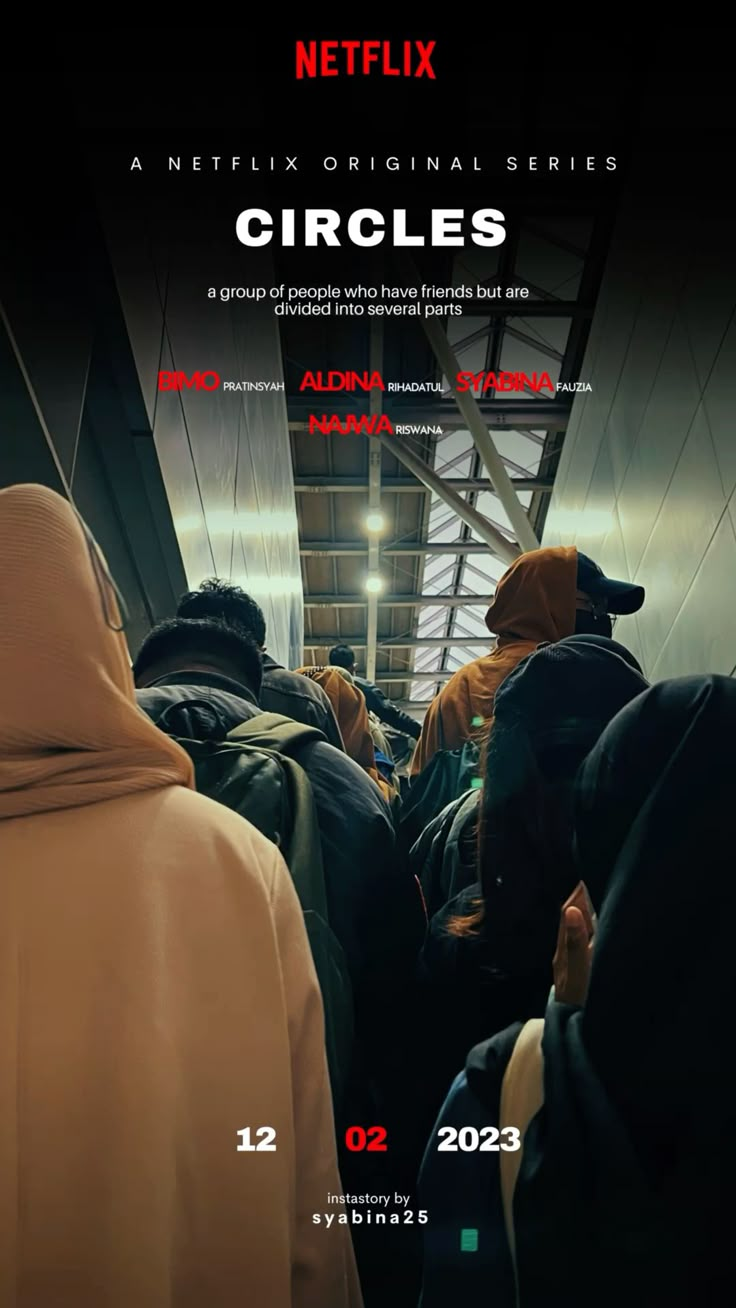 NETFLIX
A NETFLIX ORIGINAL SERIES
CIRCLES
a group of people who have friends but are
divided into several parts
BIMO PRATINSYAH ALDINA RIHADATUL SYABINA FAUZIA
NAJWA RISWANA
12 02 2023
instastory by
syabina25